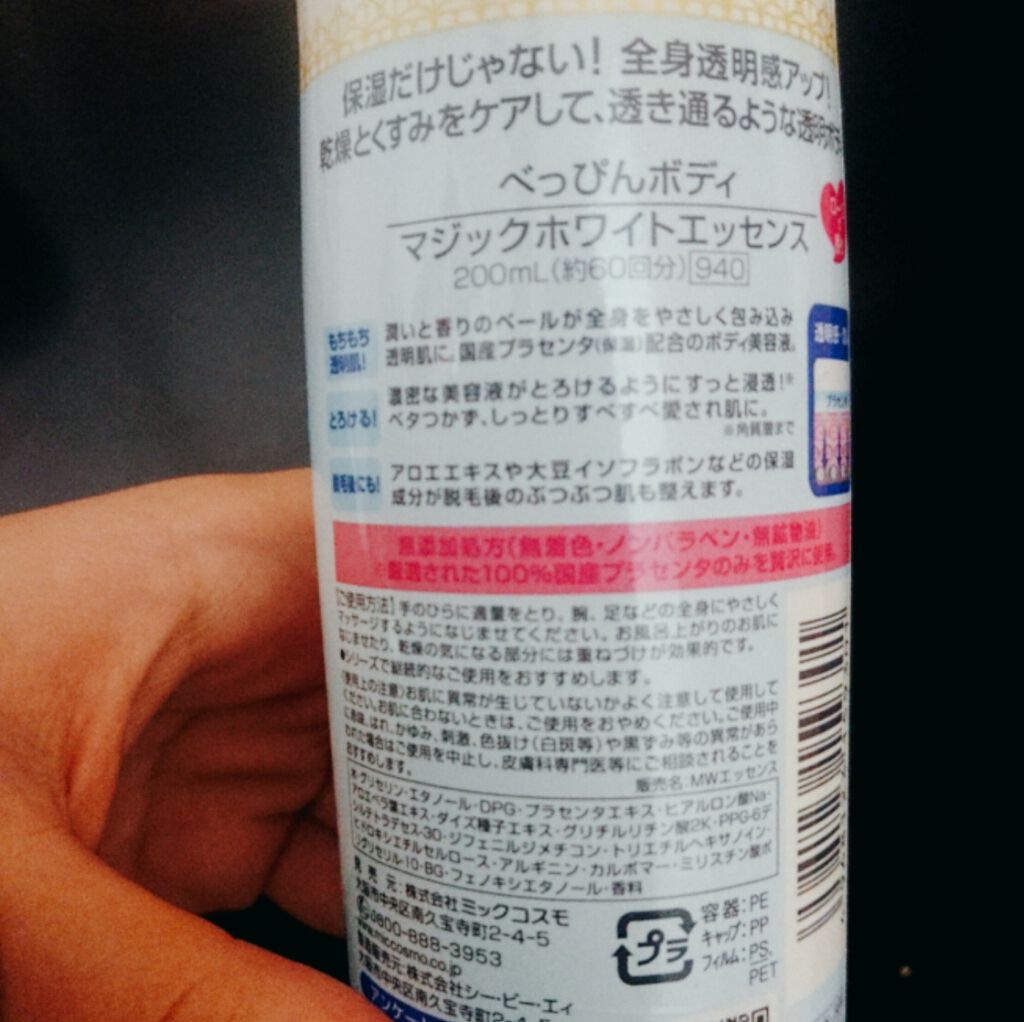 保湿だけじゃない! 全身透明感アップ!
乾燥とくすみをケアして、透き通るような透明
べっぴんボディ
マジックホワイトエッセンス
200mL(約60回分) 940
もちもち
透明肌!
潤いと香りのベールが全身をやさしく包み込み
透明肌に。国産プラセンタ(保湿)配合のボディ美容液。
とろける!
濃密な美容液がとろけるようにすっと浸透!※
ベタつかず、しっとりすべすべ愛され肌に。
※角質層まで
脱毛後にも!
アロエエキスや大豆イソフラボンなどの保湿
成分が脱毛後のぶつぶつ肌も整えます。
透明感
プラセン
無添加処方(無着色・ノンパラベン・無鉱物油)
厳選された100%国産プラセンタのみを贅沢に使用。
【ご使用方法】手のひらに適量をとり、腕、足などの全身にやさしく
マッサージするようになじませてください。お風呂上がりのお肌に
なじませたり、乾燥の気になる部分には重ねづけが効果的です。
●シリーズで継続的なご使用をおすすめします。
〈使用上の注意〉お肌に異常が生じていないかよく注意して使用して
ください。お肌に合わないときは、ご使用をおやめください。ご使用中
に赤味、はれ、かゆみ、刺激、色抜け(白斑等)や黒ずみ等の異常があら
われた場合はご使用を中止し、皮膚科専門医等にご相談されることを
おすすめします。
販売名:MWエッセンス
水・グリセリン・エタノール・DPG・プラセンタエキス・ヒアルロン酸Na・
アロエベラ葉エキス・ダイズ種子エキス・グリチルリチン酸2K・PPG-6デ
シルテトラデセス-30・ジフェニルジメチコン・トリエチルヘキサノイン・
ヒドロキシエチルセルロース・アルギニン・カルボマー・ミリスチン酸ポ
リグリセリル-10・BG・フェノキシエタノール・香料
発売元:株式会社ミックコスモ
大阪市中央区南久宝寺町2-4-5
0800-888-3953
製造販売元:株式会社シー・ビー・エィ
大阪市中央区南久宝寺町2-4-5
アンケート
プラ
容器:PE
キャップ:PP
フィルム:PS,
PET